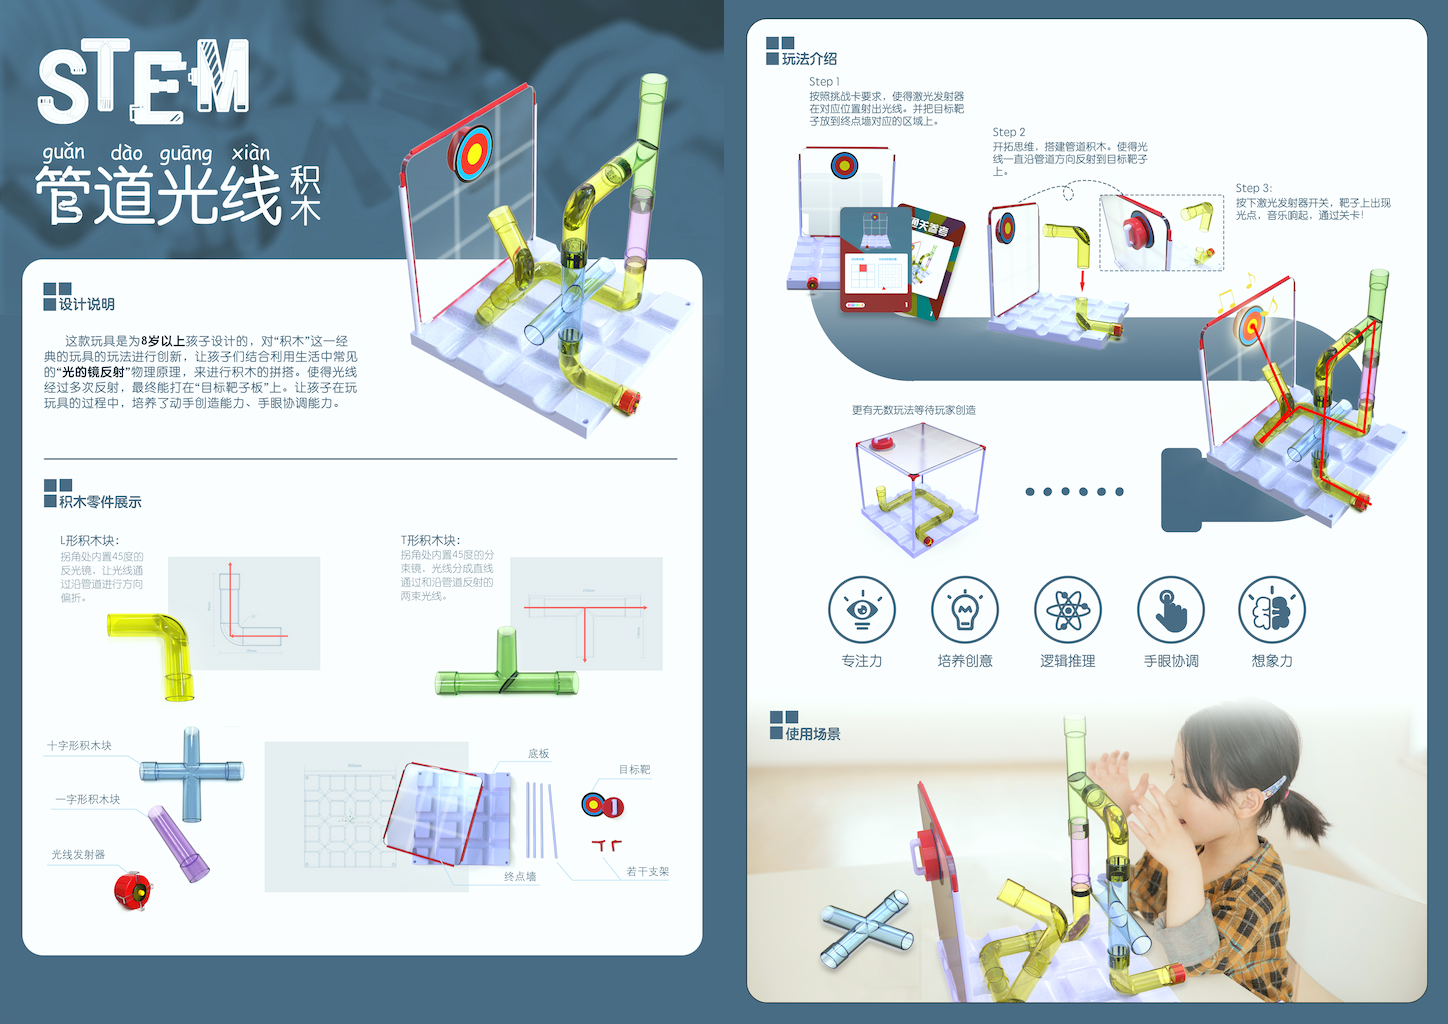 STEM
guǎn dào guāng xiàn
管道光线积木
设计说明
这款玩具是为8岁以上孩子设计的，对“积木”这一经
典的玩具的玩法进行创新，让孩子们结合利用生活中常见
的“光的镜反射”物理原理，来进行积木的拼搭。使得光线
经过多次反射，最终能打在“目标靶子板”上。让孩子在玩
玩具的过程中，培养了动手创造能力、手眼协调能力。
积木零件展示
L形积木块：
拐角处内置45度的
反光镜，让光线通
过沿管道进行方向
偏折。
T形积木块：
拐角处内置45度的分
束镜，光线分成直线
通过和沿管道反射的
两束光线。
十字形积木块
一字形积木块
光线发射器
底板
目标靶
终点墙
若干支架
玩法介绍
Step 1
按照挑战卡要求，使得激光发射器
在对应位置射出光线。并把目标靶
子放到终点墙对应的区域上。
Step 2
开拓思维，搭建管道积木。使得光
线一直沿管道方向反射到目标靶子
上。
Step 3:
按下激光发射器开关，靶子上出现
光点，音乐响起，通过关卡！
通关参考
1
更有无数玩法等待玩家创造
专注力
培养创意
逻辑推理
手眼协调
想象力
使用场景